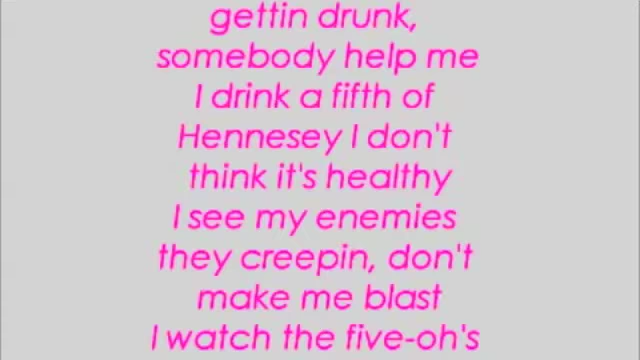 gettin drunk,
somebody help me
I drink a fifth of
Hennesey I don't
think it's healthy
I see my enemies
they creepin, don't
make me blast
I watch the five-oh's